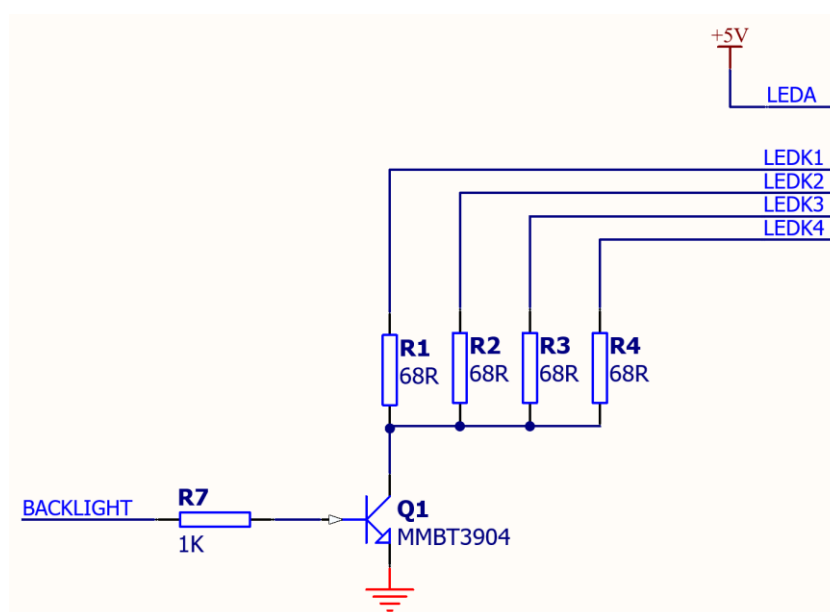 +5V
LEDA
LEDK1
LEDK2
LEDK3
LEDK4
R1
68R
R2
68R
R3
68R
R4
68R
BACKLIGHT
R7
1K
Q1
MMBT3904